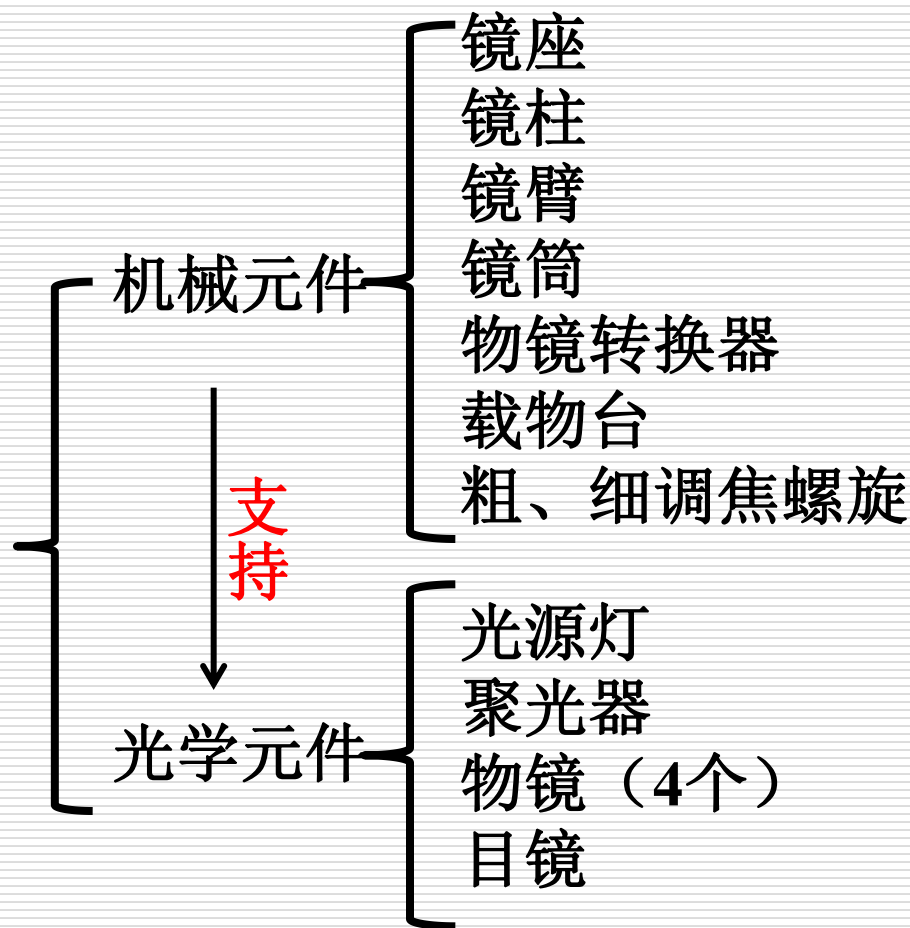 机械元件
镜座
镜柱
镜臂
镜筒
物镜转换器
载物台
粗、细调焦螺旋
支持
光学元件
光源灯
聚光器
物镜（4个）
目镜